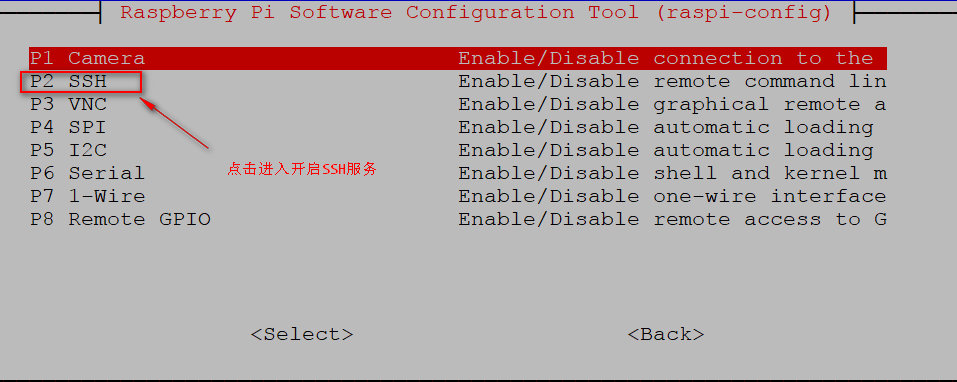 Raspberry Pi Software Configuration Tool (raspi-config)
P1 Camera Enable/Disable connection to the
P2 SSH Enable/Disable remote command lin
P3 VNC Enable/Disable graphical remote a
P4 SPI Enable/Disable automatic loading
P5 I2C Enable/Disable automatic loading
P6 Serial Enable/Disable shell and kernel m
P7 1-Wire Enable/Disable one-wire interface
P8 Remote GPIO Enable/Disable remote access to G
点击进入开启SSH服务
<Select> <Back>